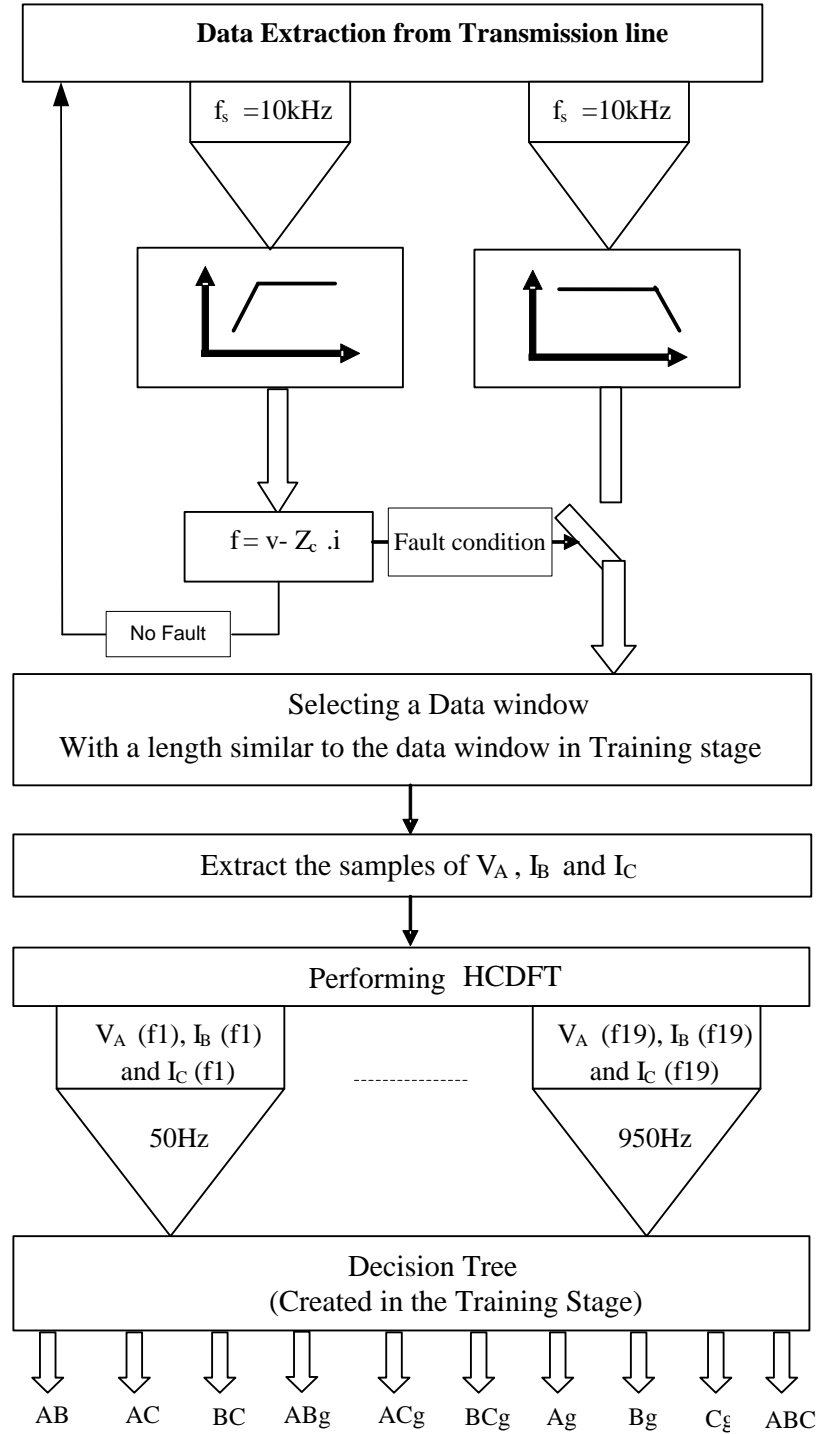 Data Extraction from Transmission line
fs =10kHz
fs =10kHz
f = v- Zc .i
Fault condition
No Fault
Selecting a Data window
With a length similar to the data window in Training stage
Extract the samples of VA , IB and IC
Performing HCDFT
VA (f1), IB (f1)
and IC (f1)
50Hz
VA (f19), IB (f19)
and IC (f19)
950Hz
Decision Tree
(Created in the Training Stage)
AB AC BC ABg ACg BCg Ag Bg Cg ABC